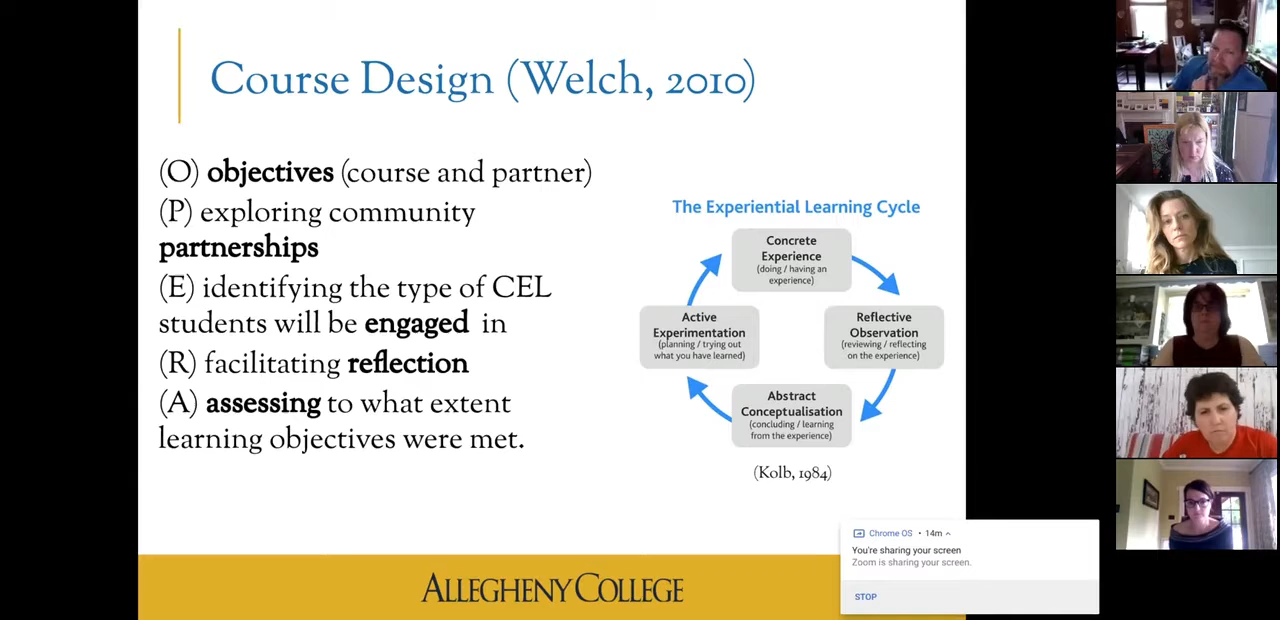 Course Design (Welch, 2010)
(O) objectives (course and partner)
(P) exploring community
partnerships
(E) identifying the type of CEL
students will be engaged in
(R) facilitating reflection
(A) assessing to what extent
learning objectives were met.
The Experiential Learning Cycle
Concrete
Experience
(doing / having an
experience)
Reflective
Observation
(reviewing / reflecting
on the experience)
Abstract
Conceptualisation
(concluding / learning
from the experience)
Active
Experimentation
(planning / trying out
what you have learned)
(Kolb, 1984)
ALLEGHENY COLLEGE
Chrome OS • 14m
You're sharing your screen
Zoom is sharing your screen.
STOP